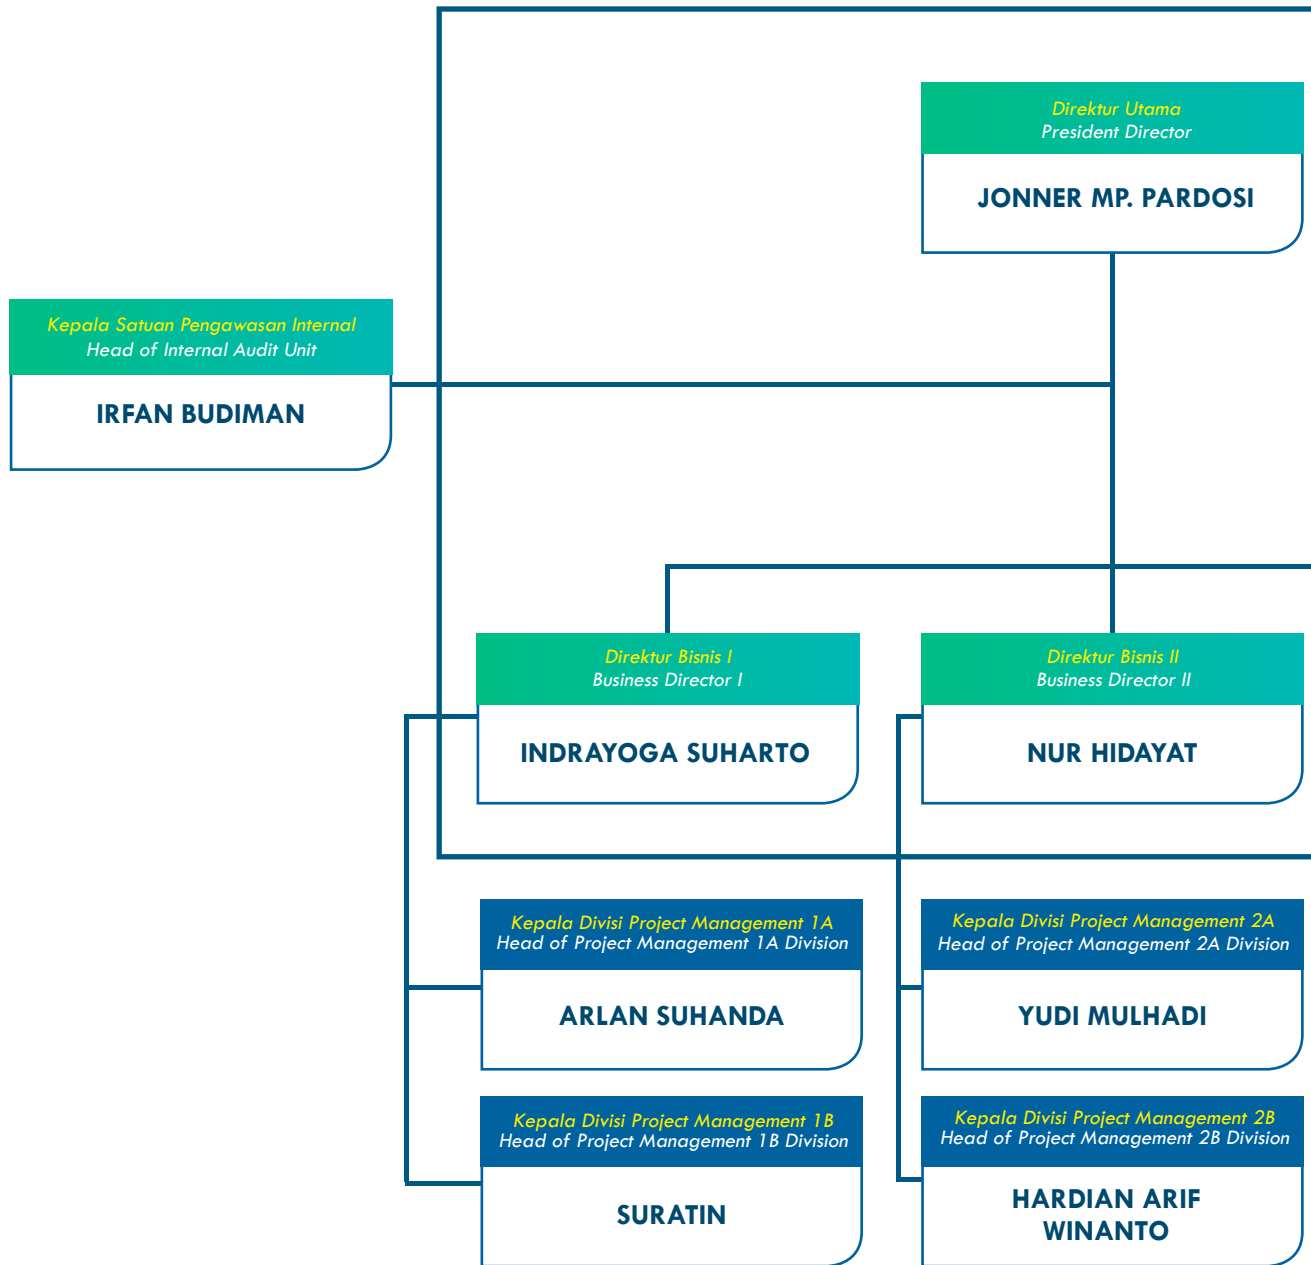 Direktur Utama
President Director
JONNER MP. PARDOSI
Kepala Satuan Pengawasan Internal
Head of Internal Audit Unit
IRFAN BUDIMAN
Direktur Bisnis I
Business Director I
INDRAYOGA SUHARTO
Direktur Bisnis II
Business Director II
NUR HIDAYAT
Kepala Divisi Project Management 1A
Head of Project Management 1A Division
ARLAN SUHANDA
Kepala Divisi Project Management 2A
Head of Project Management 2A Division
YUDI MULHADI
Kepala Divisi Project Management 1B
Head of Project Management 1B Division
SURATIN
Kepala Divisi Project Management 2B
Head of Project Management 2B Division
HARDIAN ARIF
WINANTO